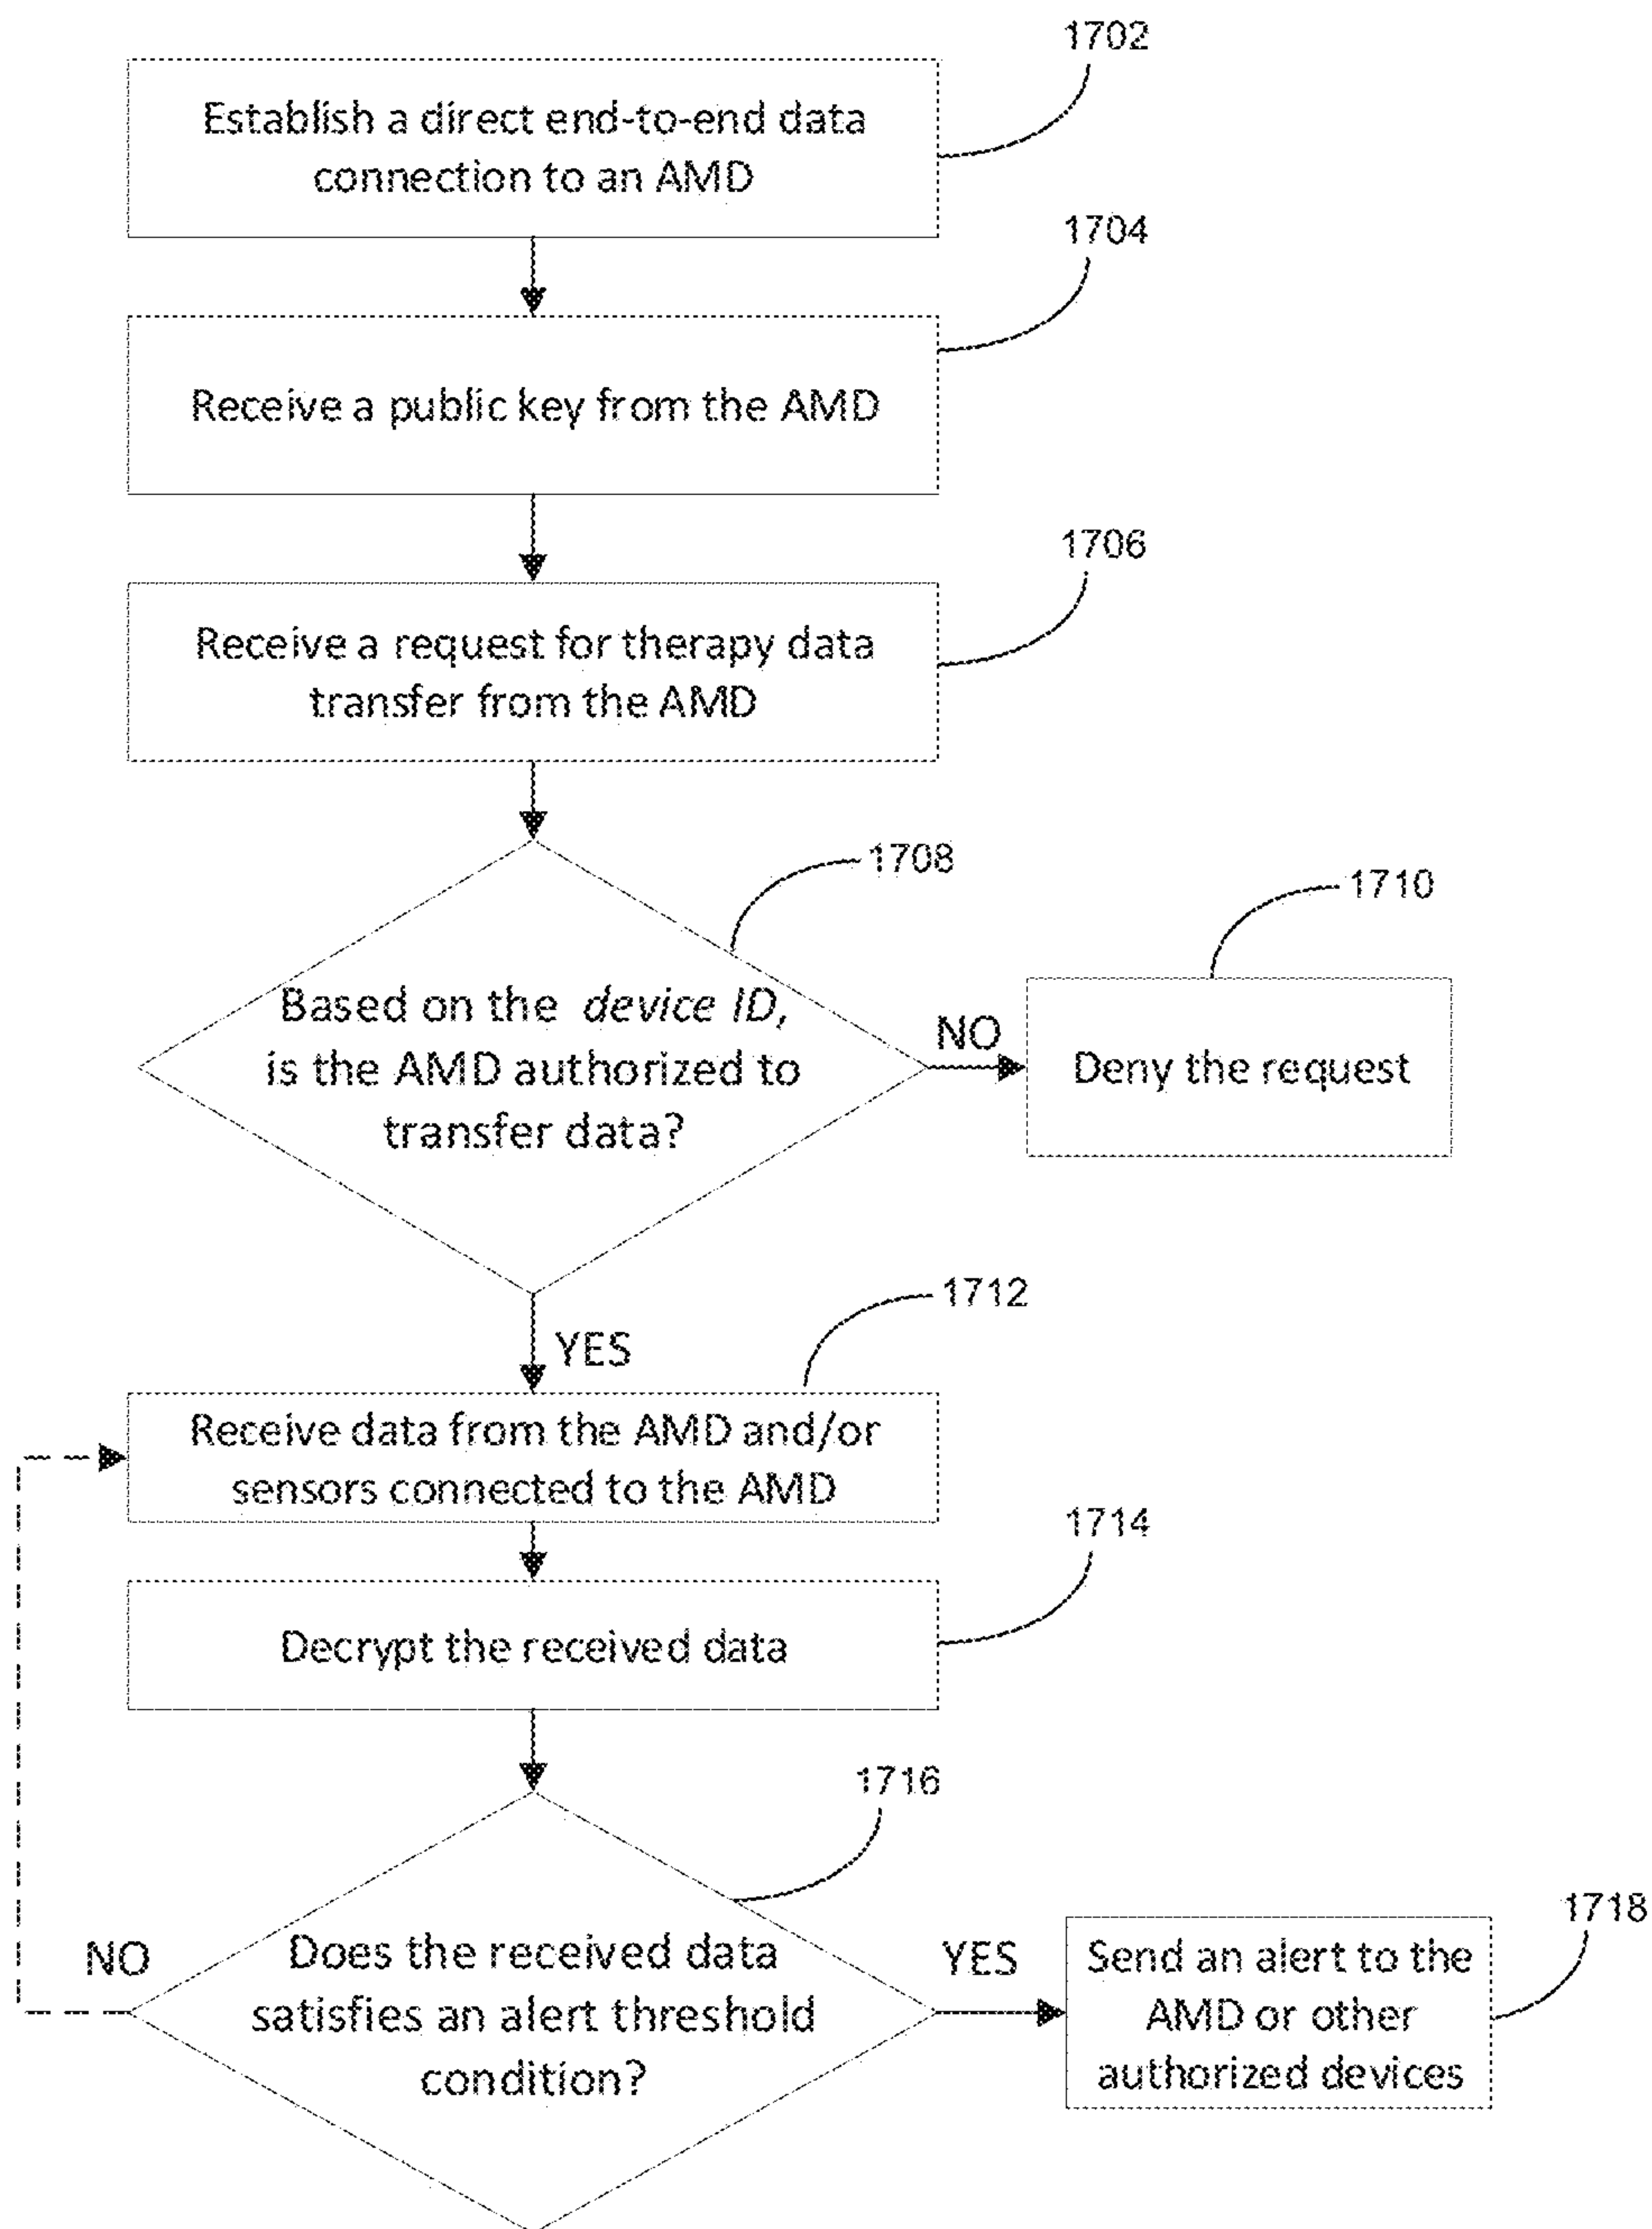 1702
Establish a direct end-to-end data
connection to an AMD
1704
Receive a public key from the AMD
1706
Receive a request for therapy data
transfer from the AMD
1708
1710
Based on the device ID,
is the AMD authorized to
transfer data?
NO
Deny the request
1712
YES
Receive data from the AMD and/or
sensors connected to the AMD
1714
Decrypt the received data
1716
1718
NO
Does the received data
satisfies an alert threshold
condition?
YES
Send an alert to the
AMD or other
authorized devices